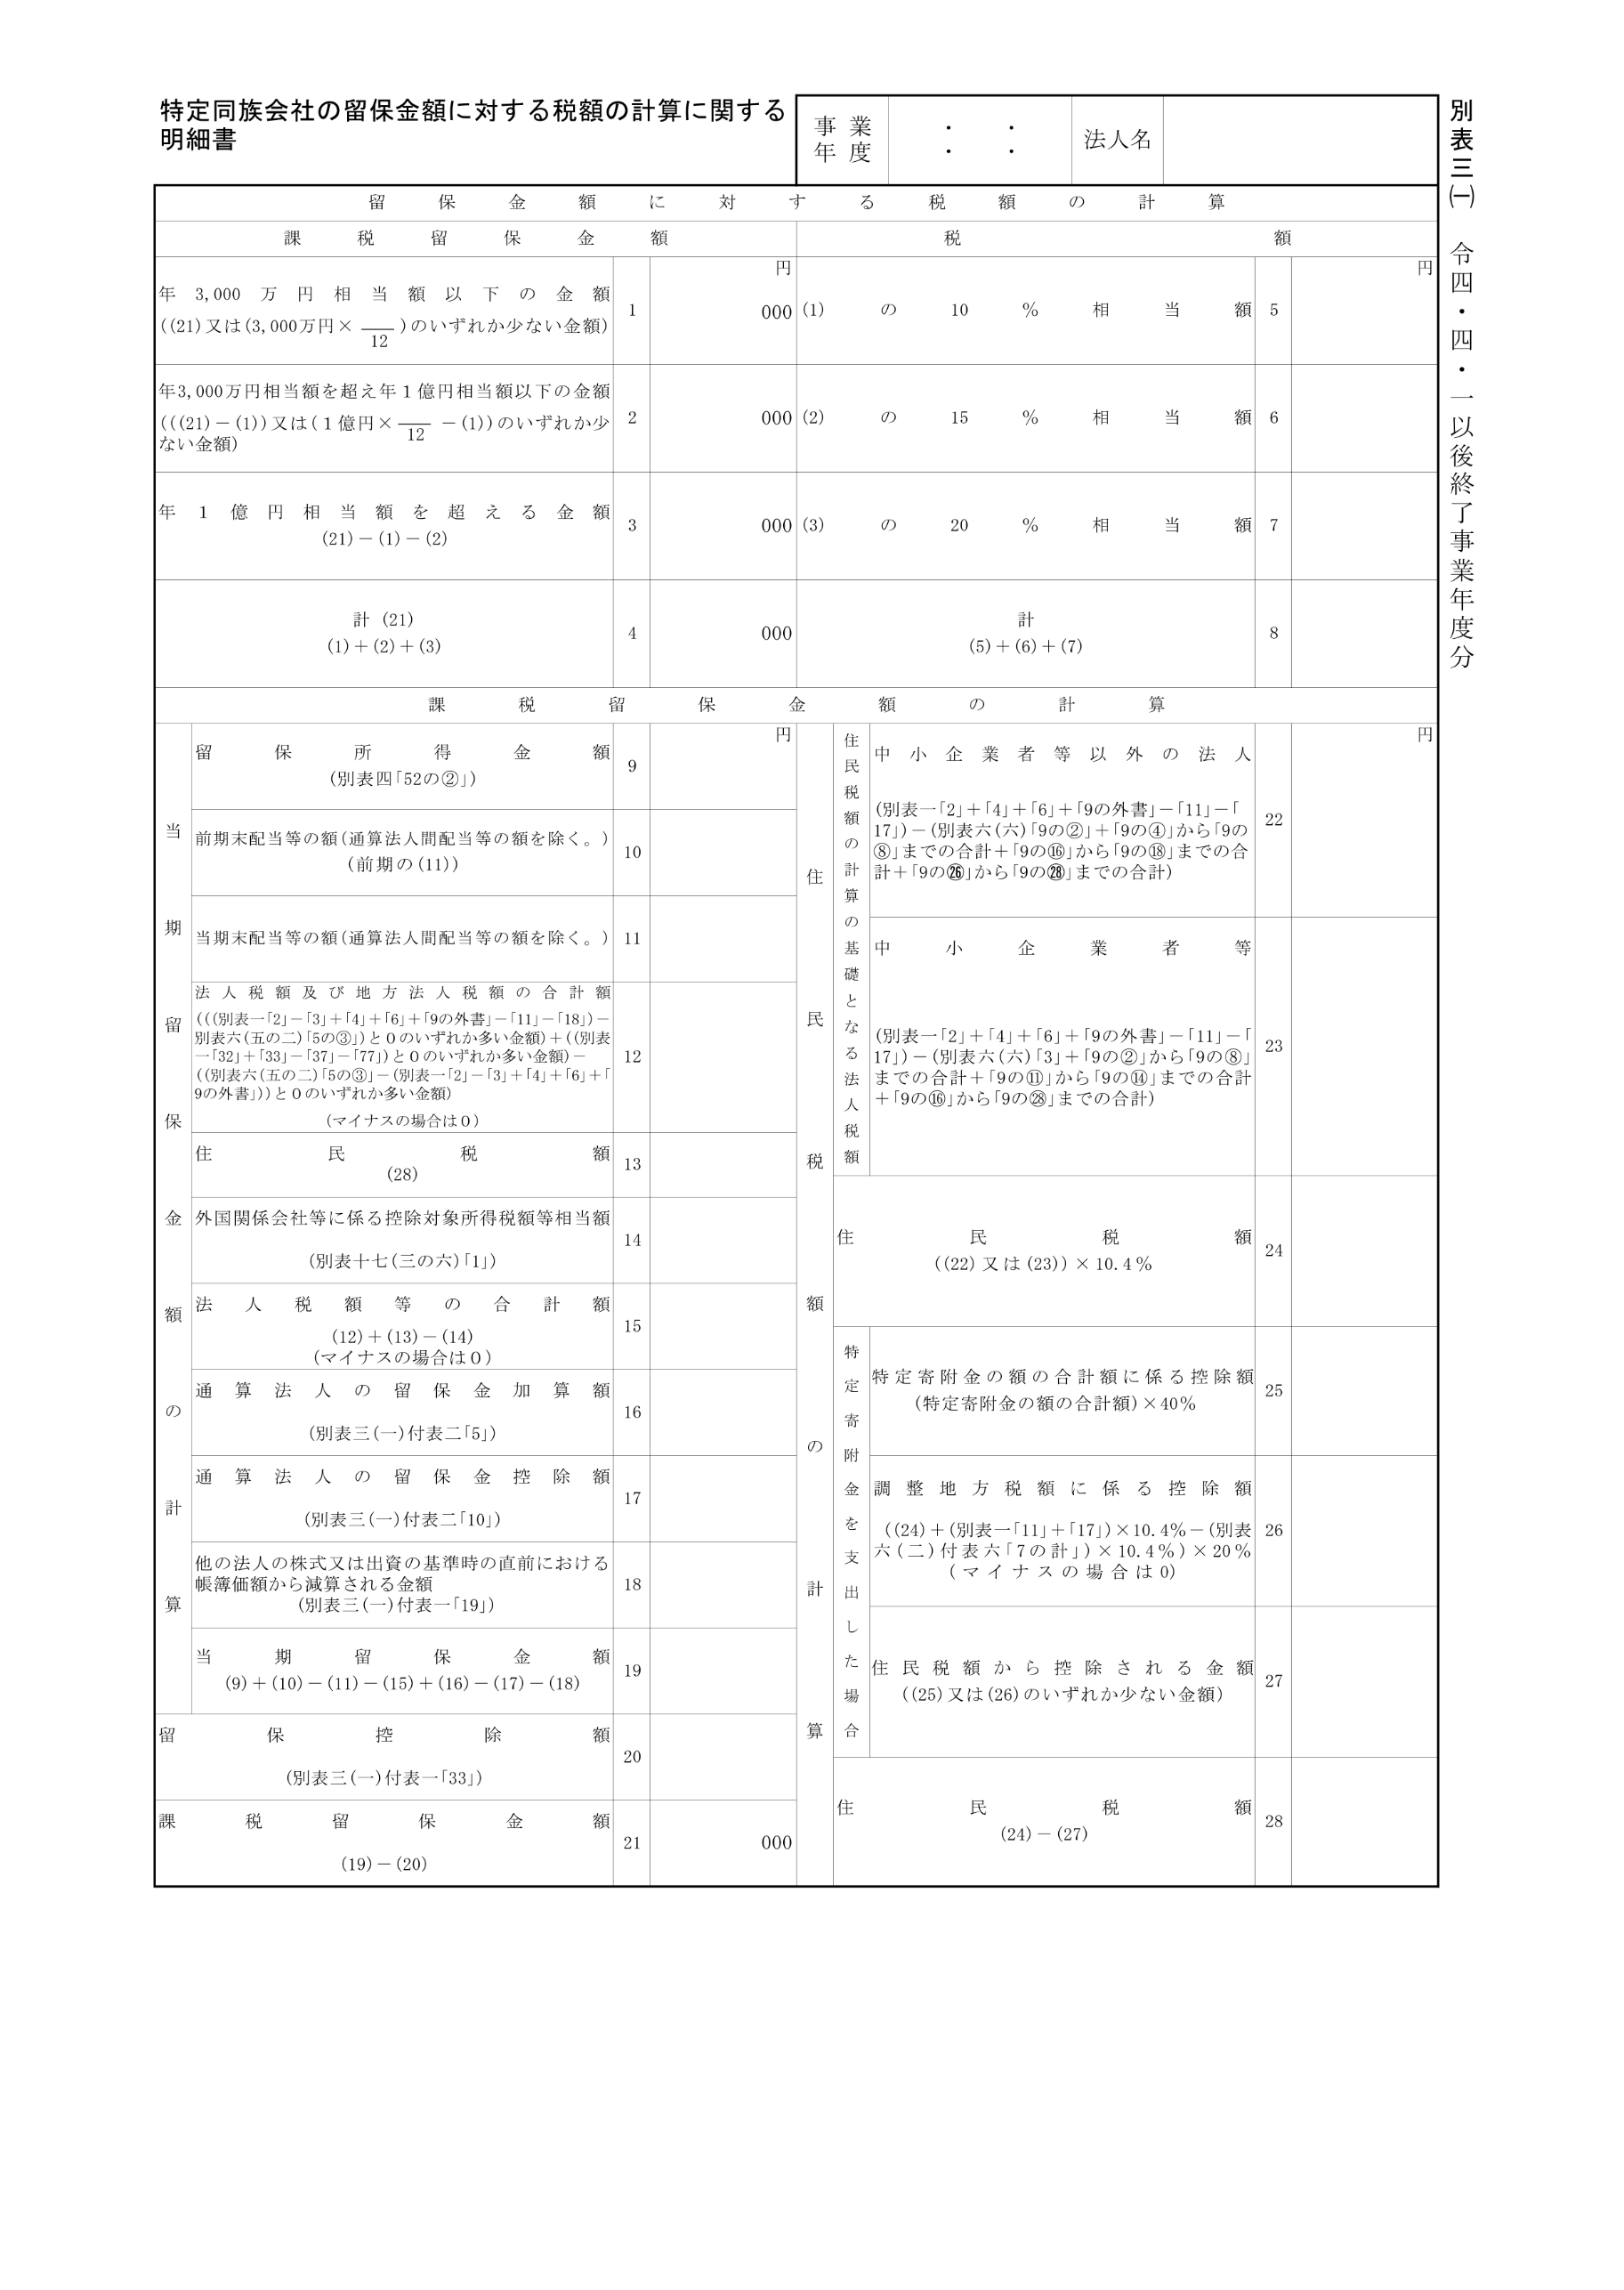 特定同族会社の留保金額に対する税額の計算に関する
明細書
事業
年度
・ ・
・ ・
法人名
別表三(一) 令四・四・一以後終了事業年度分
留保金額に対する税額の計算
課税留保金額
税額
年3,000万円相当額以下の金額
((21)又は(3,000万円×―/12)のいずれか少ない金額)
1
円
000
(1)の10%相当額
5
円
年3,000万円相当額を超え年1億円相当額以下の金額
(((21)-(1))又は(1億円×―/12-(1))のいずれか少
ない金額)
2
000
(2)の15%相当額
6
年1億円相当額を超える金額
(21)-(1)-(2)
3
000
(3)の20%相当額
7
計 (21)
(1)+(2)+(3)
4
000
計
(5)+(6)+(7)
8
課税留保金額の計算
当期留保金額の計算
留保所得金額
(別表四「52の②」)
9
円
前期末配当等の額(通算法人間配当等の額を除く。)
(前期の(11))
10
当期末配当等の額(通算法人間配当等の額を除く。)
11
法人税額及び地方法人税額の合計額
(((別表一「2」-「3」+「4」+「6」+「9の外書」-「11」-「18」)-
別表六(五の二)「5の③」)と0のいずれか多い金額)+((別表
一「32」+「33」-「37」-「77」)と0のいずれか多い金額)-
((別表六(五の二)「5の③」-(別表一「2」-「3」+「4」+「6」+「
9の外書」))と0のいずれか多い金額)
(マイナスの場合は0)
12
住民税額
(28)
13
外国関係会社等に係る控除対象所得税額等相当額
(別表十七(三の六)「1」)
14
法人税額等の合計額
(12)+(13)-(14)
(マイナスの場合は0)
15
通算法人の留保金加算額
(別表三(一)付表二「5」)
16
通算法人の留保金控除額
(別表三(一)付表二「10」)
17
他の法人の株式又は出資の基準時の直前における
帳簿価額から減算される金額
(別表三(一)付表一「19」)
18
当期留保金額
(9)+(10)-(11)-(15)+(16)-(17)-(18)
19
留保控除額
(別表三(一)付表一「33」)
20
課税留保金額
(19)-(20)
21
000
住民税額の計算
住民税額の計算の基礎となる法人税額
中小企業者等以外の法人
(別表一「2」+「4」+「6」+「9の外書」-「11」-「
17」)-(別表六(六)「9の②」+「9の④」から「9の
⑧」までの合計+「9の⑯」から「9の⑱」までの合
計+「9の㉖」から「9の㉘」までの合計)
22
円
中小企業者等
(別表一「2」+「4」+「6」+「9の外書」-「11」-「
17」)-(別表六(六)「3」+「9の②」から「9の⑧」
までの合計+「9の⑪」から「9の⑭」までの合計
+「9の⑯」から「9の㉘」までの合計)
23
住民税額
((22)又は(23))×10.4%
24
特定寄附金を支出した場合
特定寄附金の額の合計額に係る控除額
(特定寄附金の額の合計額)×40%
25
調整地方税額に係る控除額
((24)+(別表一「11」+「17」)×10.4%-(別表
六(二)付表六「7の計」)×10.4%)×20%
(マイナスの場合は0)
26
住民税額から控除される金額
((25)又は(26)のいずれか少ない金額)
27
住民税額
(24)-(27)
28